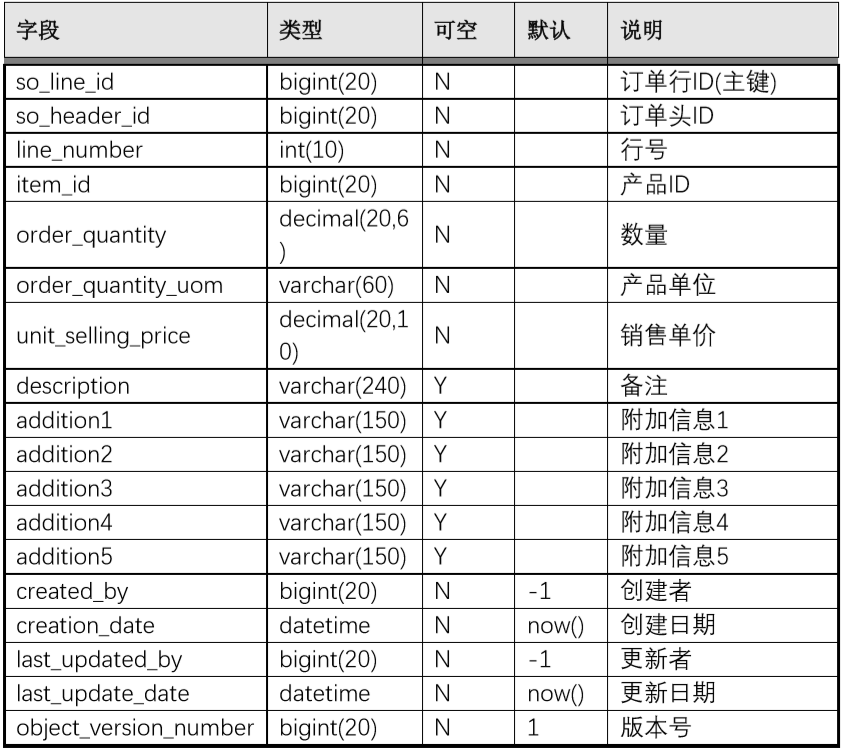 字段 类型 可空 默认 说明
so_line_id bigint(20) N 订单行ID(主键)
so_header_id bigint(20) N 订单头ID
line_number int(10) N 行号
item_id bigint(20) N 产品ID
order_quantity decimal(20,6) N 数量
order_quantity_uom varchar(60) N 产品单位
unit_selling_price decimal(20,10) N 销售单价
description varchar(240) Y 备注
addition1 varchar(150) Y 附加信息1
addition2 varchar(150) Y 附加信息2
addition3 varchar(150) Y 附加信息3
addition4 varchar(150) Y 附加信息4
addition5 varchar(150) Y 附加信息5
created_by bigint(20) N -1 创建者
creation_date datetime N now() 创建日期
last_updated_by bigint(20) N -1 更新者
last_update_date datetime N now() 更新日期
object_version_number bigint(20) N 1 版本号